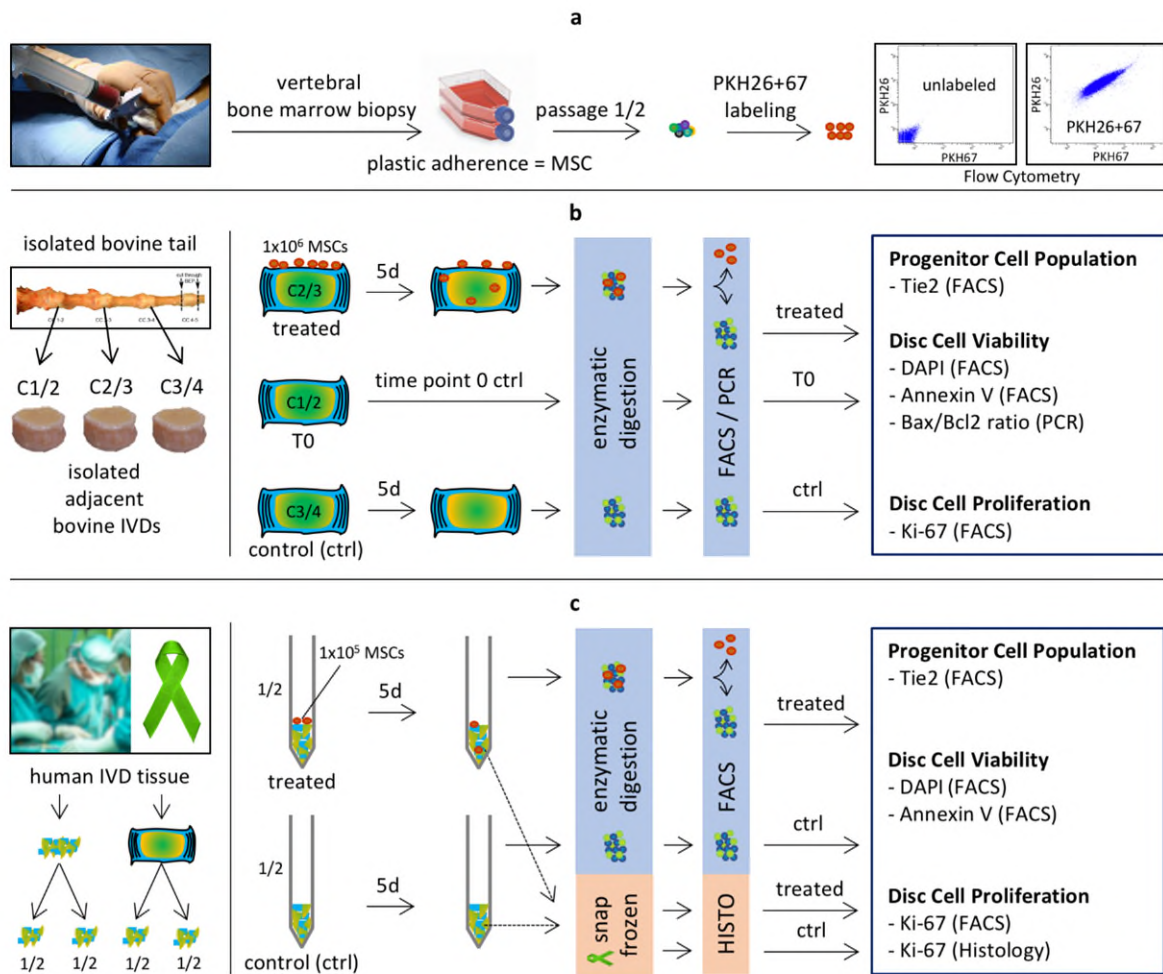 a
vertebral
bone marrow biopsy
plastic adherence = MSC
passage 1/2
PKH26+67
labeling
PKH26
unlabeled
PKH67
PKH26
PKH26+67
PKH67
Flow Cytometry
b
isolated bovine tail
C1/2
C2/3
C3/4
isolated
adjacent
bovine IVDs
1x10⁶ MSCs
C2/3
treated
5d
C1/2
T0
time point 0 ctrl
C3/4
control (ctrl)
5d
enzymatic
digestion
FACS / PCR
treated
T0
ctrl
Progenitor Cell Population
- Tie2 (FACS)
Disc Cell Viability
- DAPI (FACS)
- Annexin V (FACS)
- Bax/Bcl2 ratio (PCR)
Disc Cell Proliferation
- Ki-67 (FACS)
c
human IVD tissue
1/2
1/2
1/2
1/2
1x10⁵ MSCs
1/2
5d
treated
1/2
5d
control (ctrl)
enzymatic
digestion
snap
frozen
FACS
HISTO
treated
ctrl
treated
ctrl
Progenitor Cell Population
- Tie2 (FACS)
Disc Cell Viability
- DAPI (FACS)
- Annexin V (FACS)
Disc Cell Proliferation
- Ki-67 (FACS)
- Ki-67 (Histology)